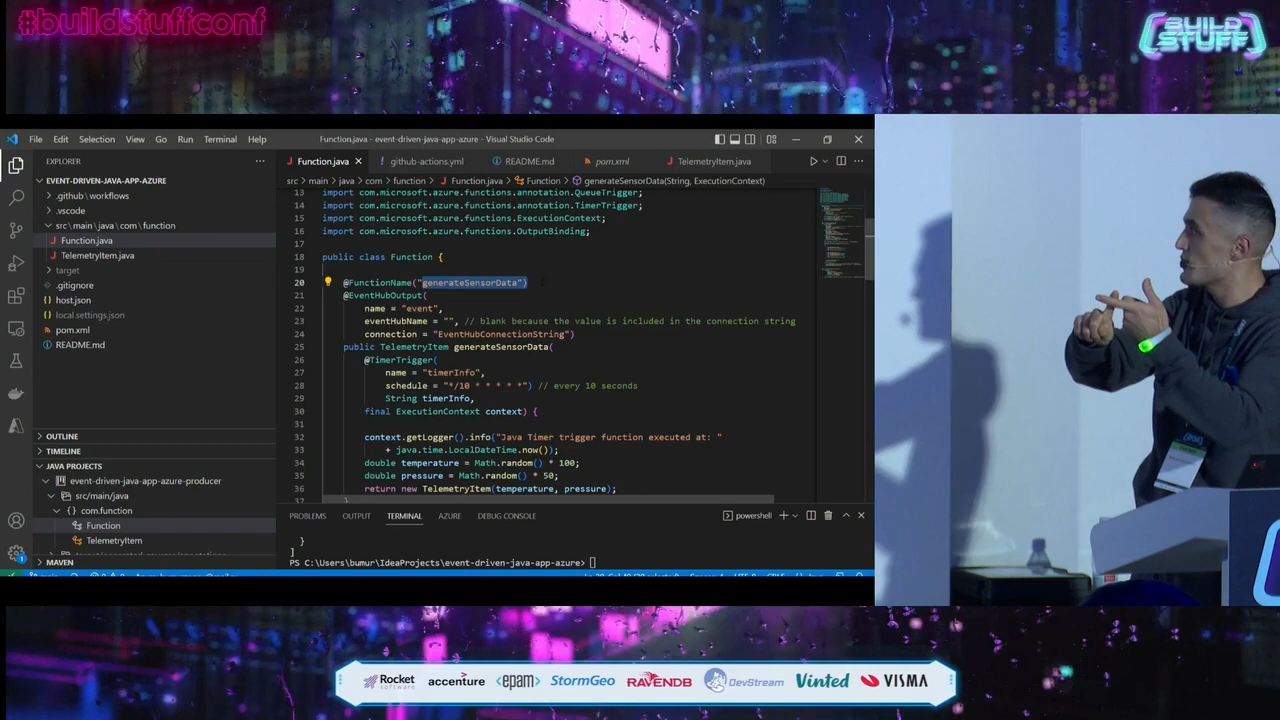 #buildstuffconf
BUILD
STUFF
File Edit Selection View Go Run Terminal Help
Function.java - event-driven-java-app-azure - Visual Studio Code
EXPLORER
EVENT-DRIVEN-JAVA-APP-AZURE
.github\workflows
.vscode
src\main\java\com\function
Function.java
TelemetryItem.java
target
.gitignore
host.json
local.settings.json
pom.xml
README.md
OUTLINE
TIMELINE
JAVA PROJECTS
event-driven-java-app-azure-producer
src/main/java
com.function
Function
TelemetryItem
MAVEN
Function.java github-actions.yml README.md pom.xml TelemetryItem.java
src > main > java > com > function > Function.java > Function > generateSensorData(String, ExecutionContext)
13 import com.microsoft.azure.functions.annotation.QueueTrigger;
14 import com.microsoft.azure.functions.annotation.TimerTrigger;
15 import com.microsoft.azure.functions.ExecutionContext;
16 import com.microsoft.azure.functions.OutputBinding;
17
18 public class Function {
19
20 @FunctionName("generateSensorData")
21 @EventHubOutput(
22 name = "event",
23 eventHubName = "", // blank because the value is included in the connection string
24 connection = "EventHubConnectionString")
25 public TelemetryItem generateSensorData(
26 @TimerTrigger(
27 name = "timerInfo",
28 schedule = "*/10 * * * * *") // every 10 seconds
29 String timerInfo,
30 final ExecutionContext context) {
31
32 context.getLogger().info("Java Timer trigger function executed at: "
33 + java.time.LocalDateTime.now());
34 double temperature = Math.random() * 100;
35 double pressure = Math.random() * 50;
36 return new TelemetryItem(temperature, pressure);
37 }
PROBLEMS OUTPUT TERMINAL AZURE DEBUG CONSOLE
powershell
}
]
PS C:\Users\bumur\IdeaProjects\event-driven-java-app-azure>
Rocket software
accenture
<epam>
StormGeo
RAVENDB
DevStream
Vinted
VISMA